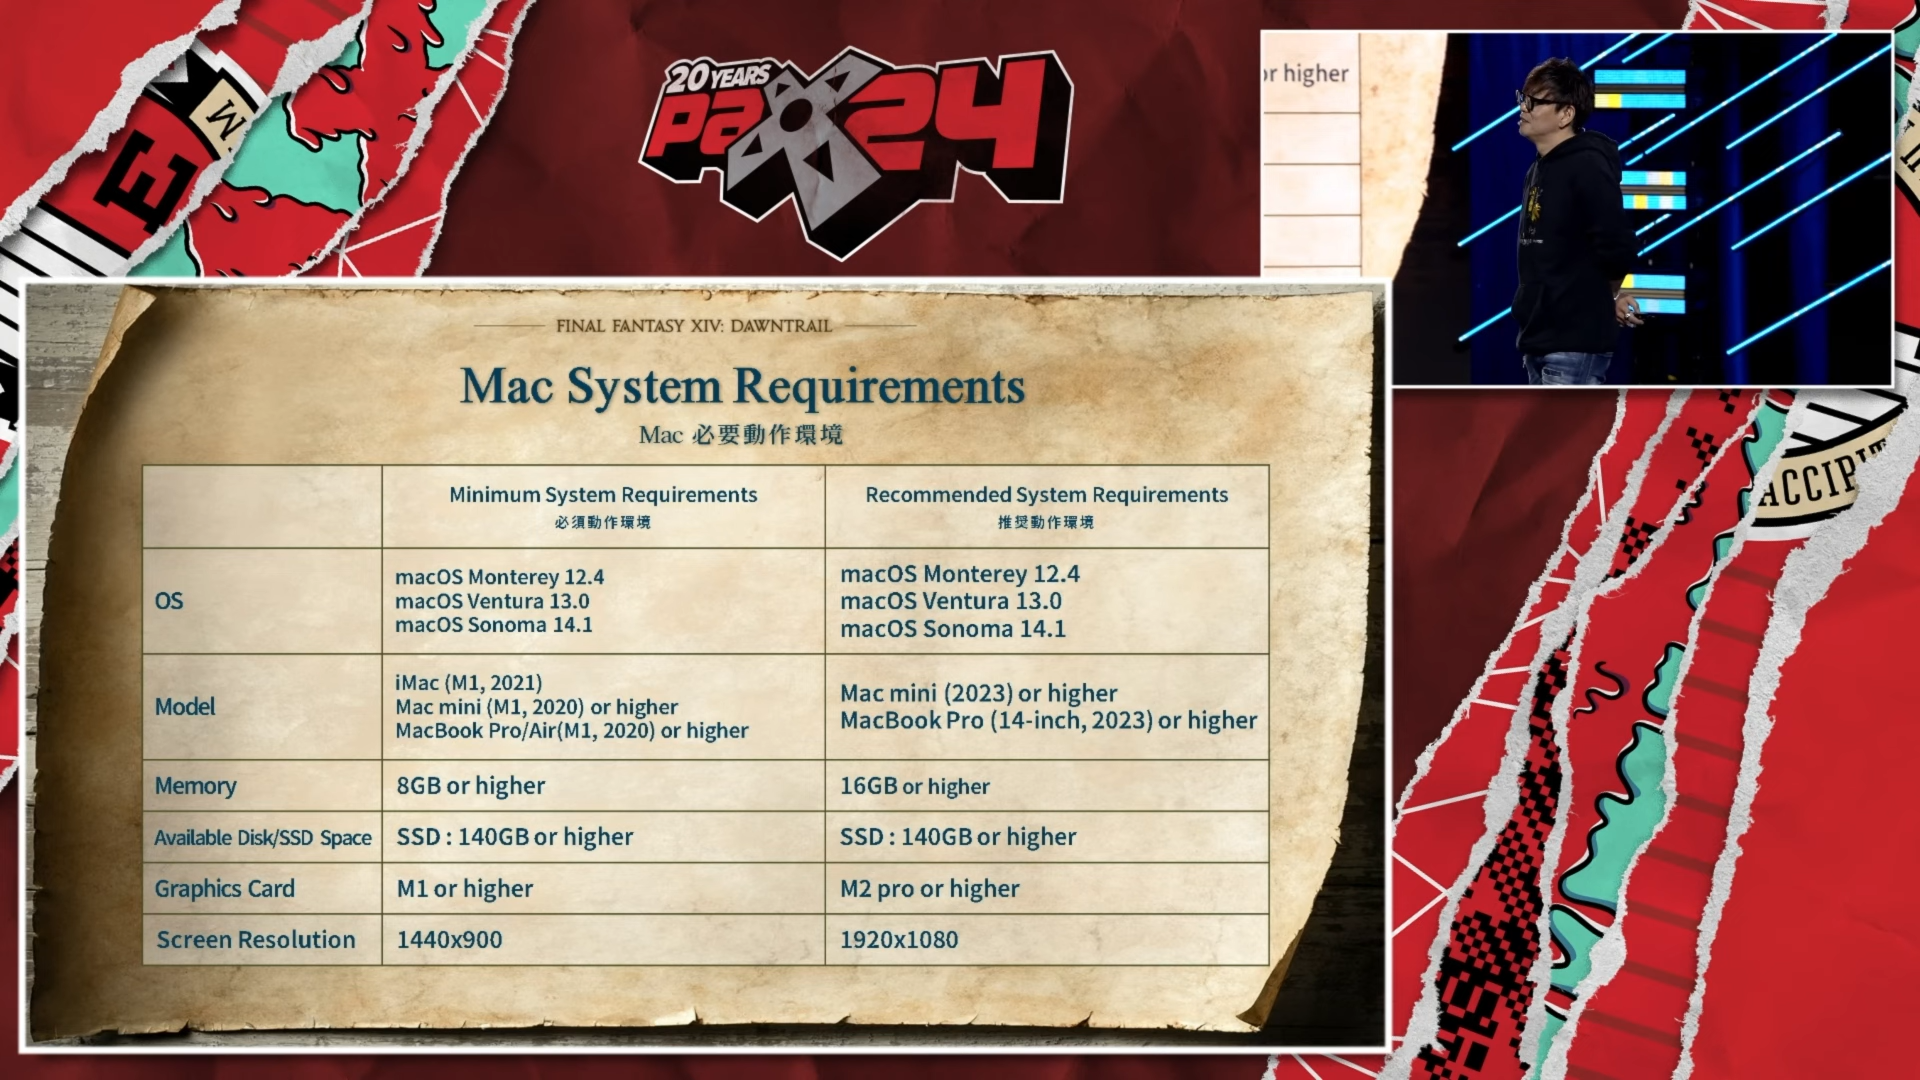 20 YEARS
pax 24
or higher
E
FINAL FANTASY XIV: DAWNTRAIL
Mac System Requirements
Mac 必要動作環境
Minimum System Requirements
必須動作環境
Recommended System Requirements
推奨動作環境
OS
macOS Monterey 12.4
macOS Ventura 13.0
macOS Sonoma 14.1
macOS Monterey 12.4
macOS Ventura 13.0
macOS Sonoma 14.1
Model
iMac (M1, 2021)
Mac mini (M1, 2020) or higher
MacBook Pro/Air(M1, 2020) or higher
Mac mini (2023) or higher
MacBook Pro (14-inch, 2023) or higher
Memory
8GB or higher
16GB or higher
Available Disk/SSD Space
SSD : 140GB or higher
SSD : 140GB or higher
Graphics Card
M1 or higher
M2 pro or higher
Screen Resolution
1440x900
1920x1080